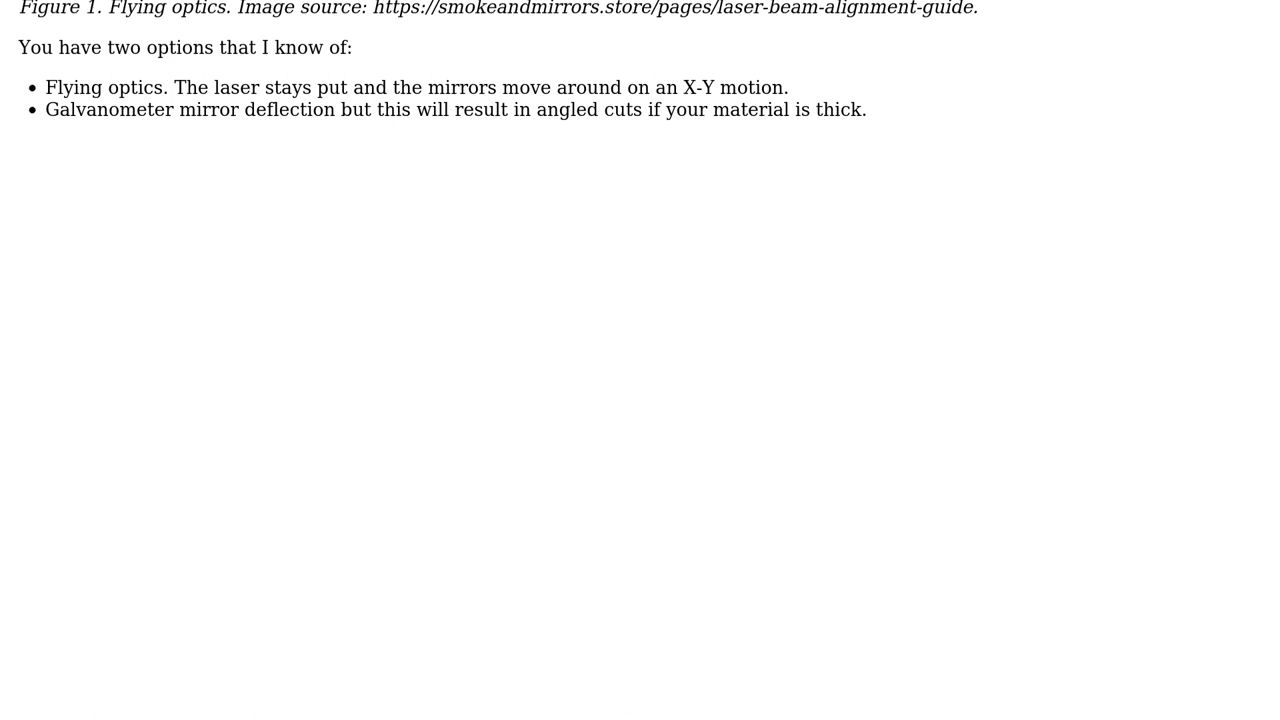 Figure 1. Flying optics. Image source: https://smokeandmirrors.store/pages/laser-beam-alignment-guide.
You have two options that I know of:
• Flying optics. The laser stays put and the mirrors move around on an X-Y motion.
• Galvanometer mirror deflection but this will result in angled cuts if your material is thick.